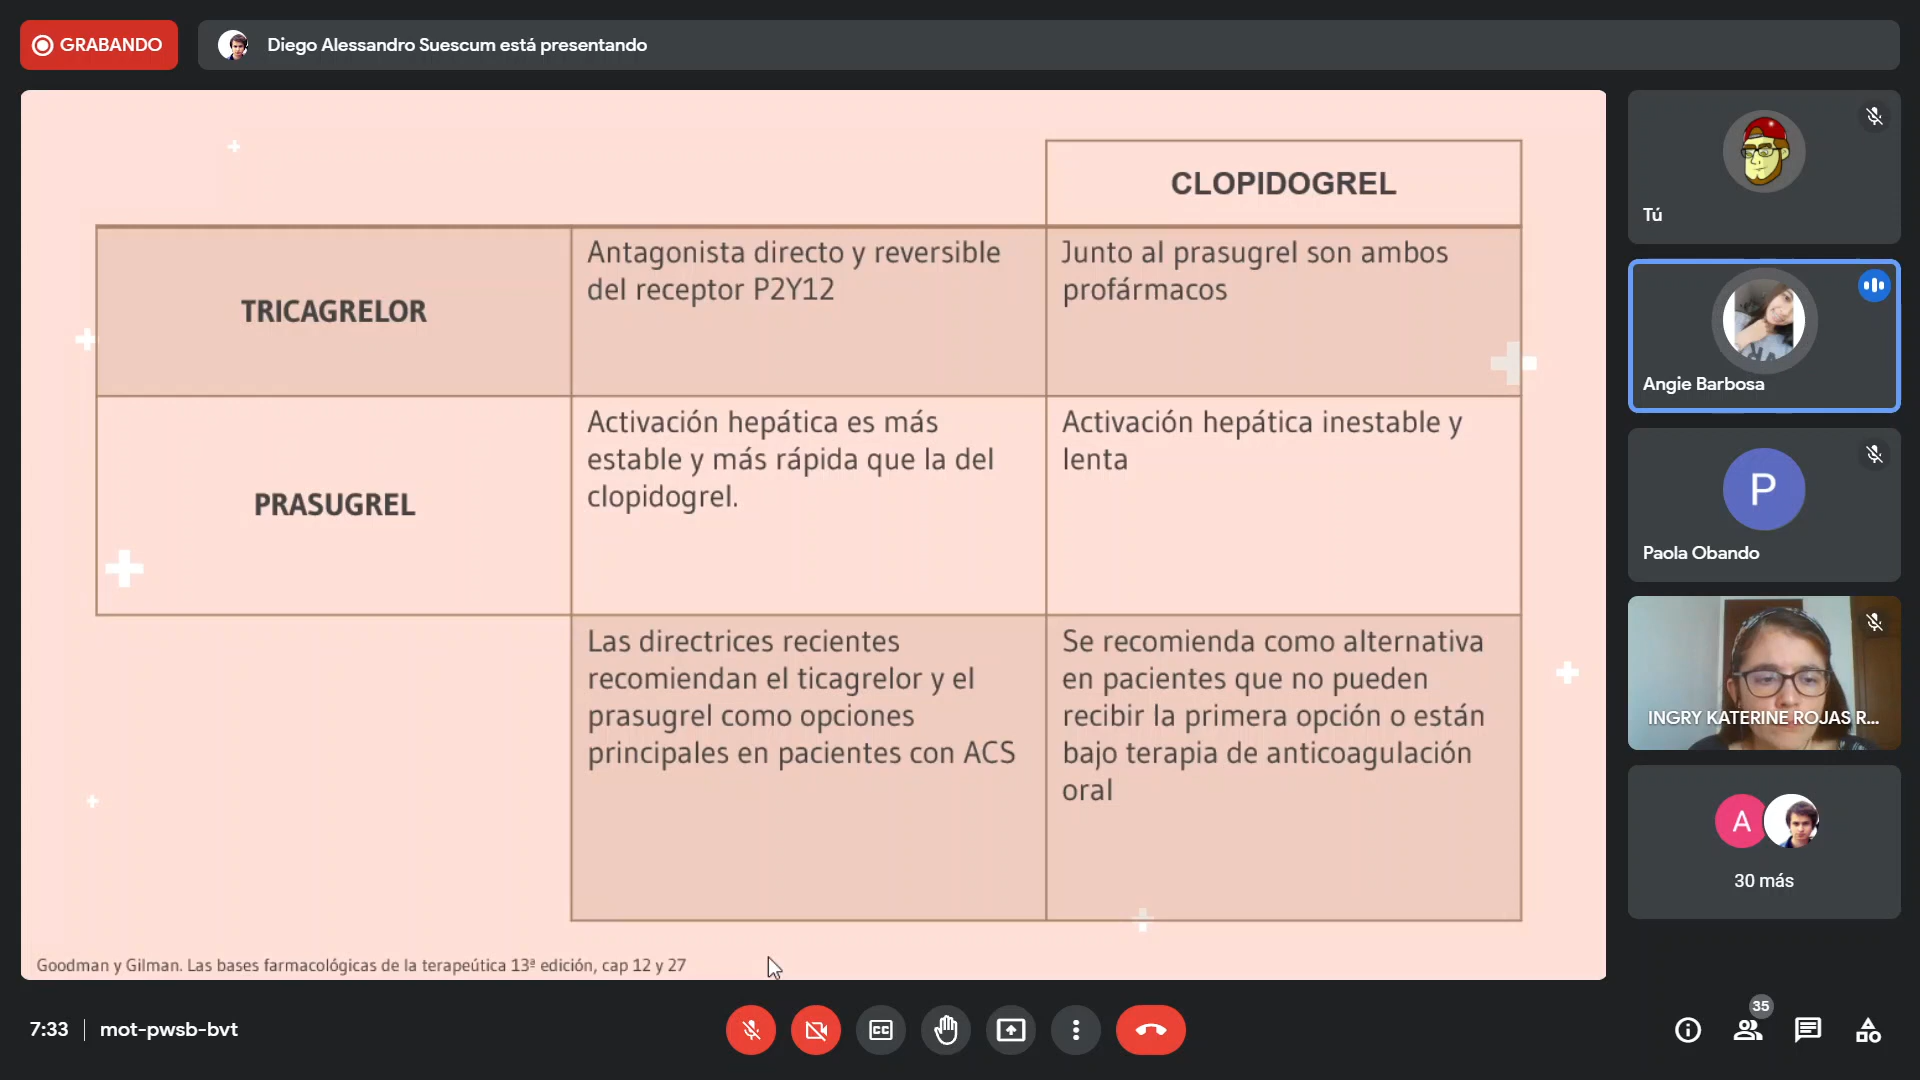 GRABANDO
Diego Alessandro Suescum está presentando
CLOPIDOGREL
TRICAGRELOR
Antagonista directo y reversible
del receptor P2Y12
Junto al prasugrel son ambos
profármacos
PRASUGREL
Activación hepática es más
estable y más rápida que la del
clopidogrel.
Activación hepática inestable y
lenta
Las directrices recientes
recomiendan el ticagrelor y el
prasugrel como opciones
principales en pacientes con ACS
Se recomienda como alternativa
en pacientes que no pueden
recibir la primera opción o están
bajo terapia de anticoagulación
oral
Goodman y Gilman. Las bases farmacológicas de la terapeútica 13ª edición, cap 12 y 27
Tú
Angie Barbosa
P
Paola Obando
INGRY KATERINE ROJAS R...
A
30 más
7:33
mot-pwsb-bvt
CC
35